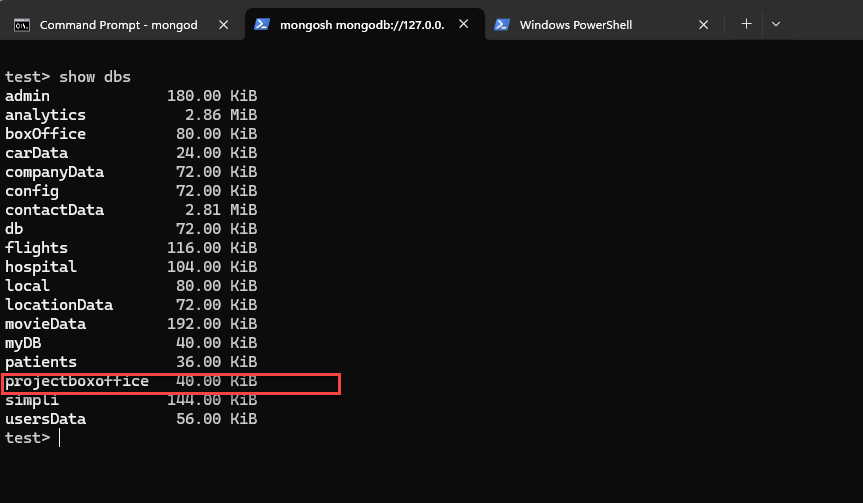 Command Prompt - mongod
mongosh mongodb://127.0.0.
Windows PowerShell
test> show dbs
admin 180.00 KiB
analytics 2.86 MiB
boxOffice 80.00 KiB
carData 24.00 KiB
companyData 72.00 KiB
config 72.00 KiB
contactData 2.81 MiB
db 72.00 KiB
flights 116.00 KiB
hospital 104.00 KiB
local 80.00 KiB
locationData 72.00 KiB
movieData 192.00 KiB
myDB 40.00 KiB
patients 36.00 KiB
projectboxoffice 40.00 KiB
simpli 144.00 KiB
usersData 56.00 KiB
test>